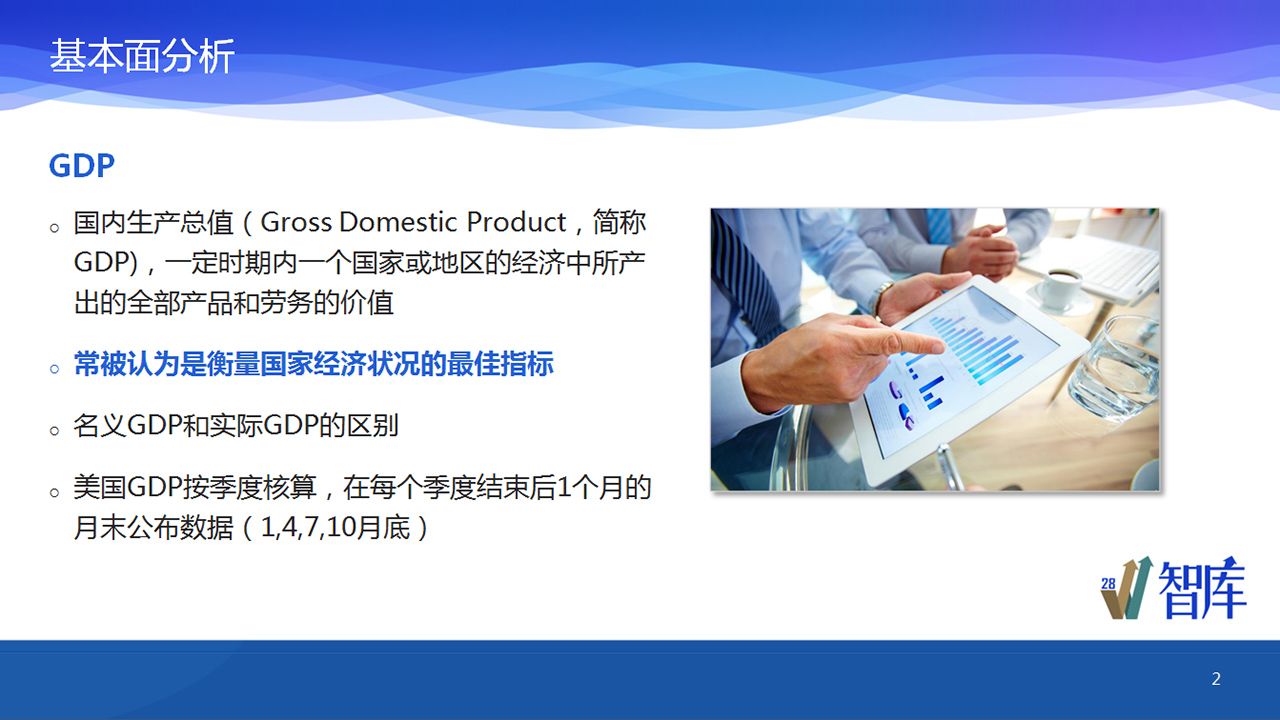 基本面分析
GDP
国内生产总值（Gross Domestic Product，简称
GDP)，一定时期内一个国家或地区的经济中所产
出的全部产品和劳务的价值
常被认为是衡量国家经济状况的最佳指标
名义GDP和实际GDP的区别
美国GDP按季度核算，在每个季度结束后1个月的
月末公布数据（1,4,7,10月底）
28
智库
2